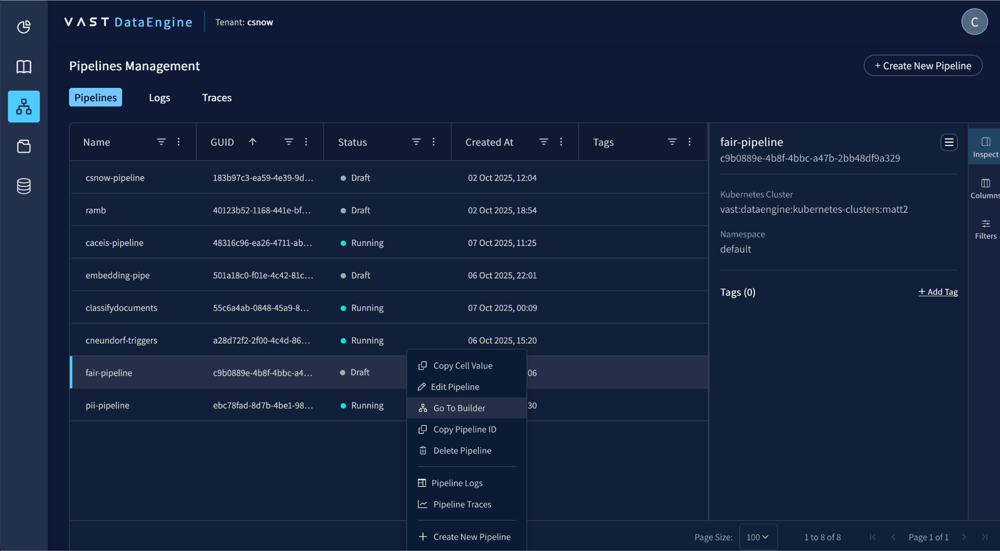 VAST DataEngine
Tenant: csnow
C
Pipelines Management
+ Create New Pipeline
Pipelines
Logs
Traces
Name
GUID
Status
Created At
Tags
csnow-pipeline
183b97c3-ea59-4e39-9d...
Draft
02 Oct 2025, 12:04
ramb
40123b52-1168-441e-bf...
Draft
02 Oct 2025, 18:54
caceis-pipeline
48316c96-ea26-4711-ab...
Running
07 Oct 2025, 11:25
embedding-pipe
501a18c0-f01e-4c42-81c...
Draft
06 Oct 2025, 22:01
classifydocuments
55c6a4ab-0848-45a9-8...
Running
07 Oct 2025, 00:09
cneundorf-triggers
a28d72f2-2f00-4c4d-86...
Running
06 Oct 2025, 15:20
fair-pipeline
c9b0889e-4b8f-4bbc-a4...
Draft
06
pii-pipeline
ebc78fad-8d7b-4be1-98...
Running
30
Copy Cell Value
Edit Pipeline
Go To Builder
Copy Pipeline ID
Delete Pipeline
Pipeline Logs
Pipeline Traces
Create New Pipeline
fair-pipeline
c9b0889e-4b8f-4bbc-a47b-2bb48df9a329
Kubernetes Cluster
vast:dataengine:kubernetes-clusters:matt2
Namespace
default
Tags (0)
+ Add Tag
Inspect
Columns
Filters
Page Size:
100
1 to 8 of 8
Page 1 of 1